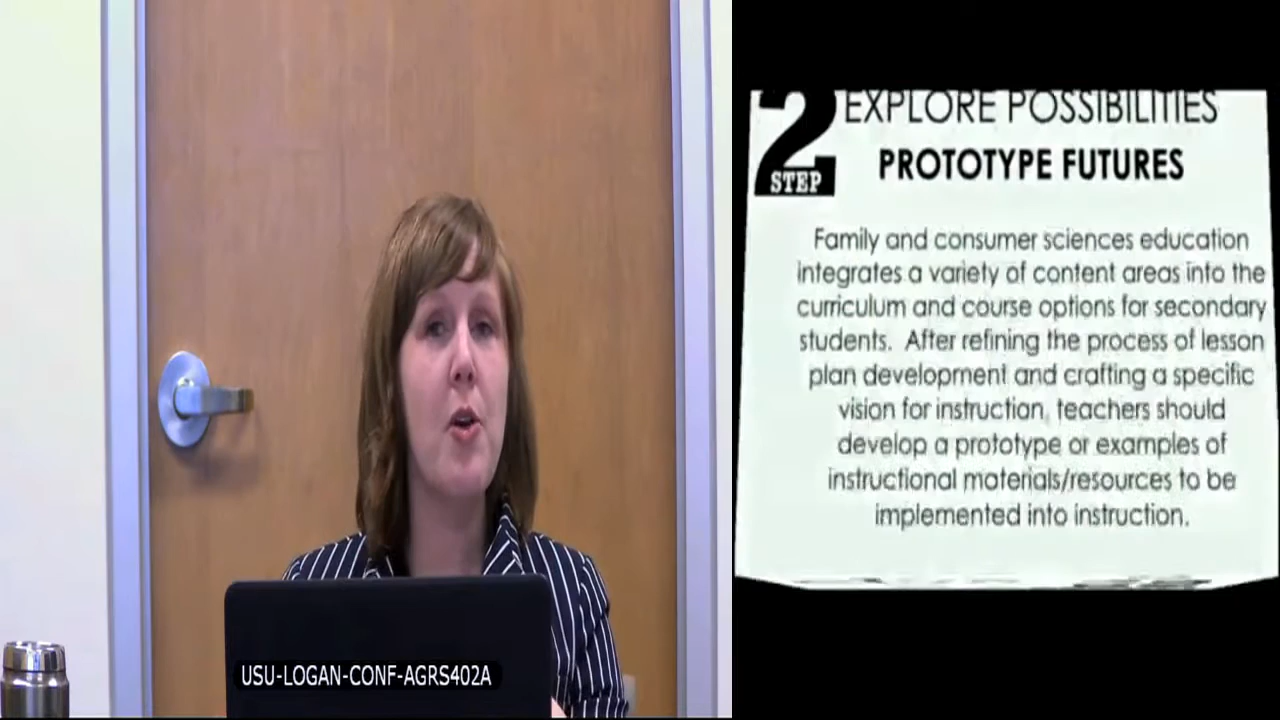 2 EXPLORE POSSIBILITIES
STEP PROTOTYPE FUTURES
Family and consumer sciences education
integrates a variety of content areas into the
curriculum and course options for secondary
students. After refining the process of lesson
plan development and crafting a specific
vision for instruction, teachers should
develop a prototype or examples of
instructional materials/resources to be
implemented into instruction.
USU-LOGAN-CONF-AGRS402A